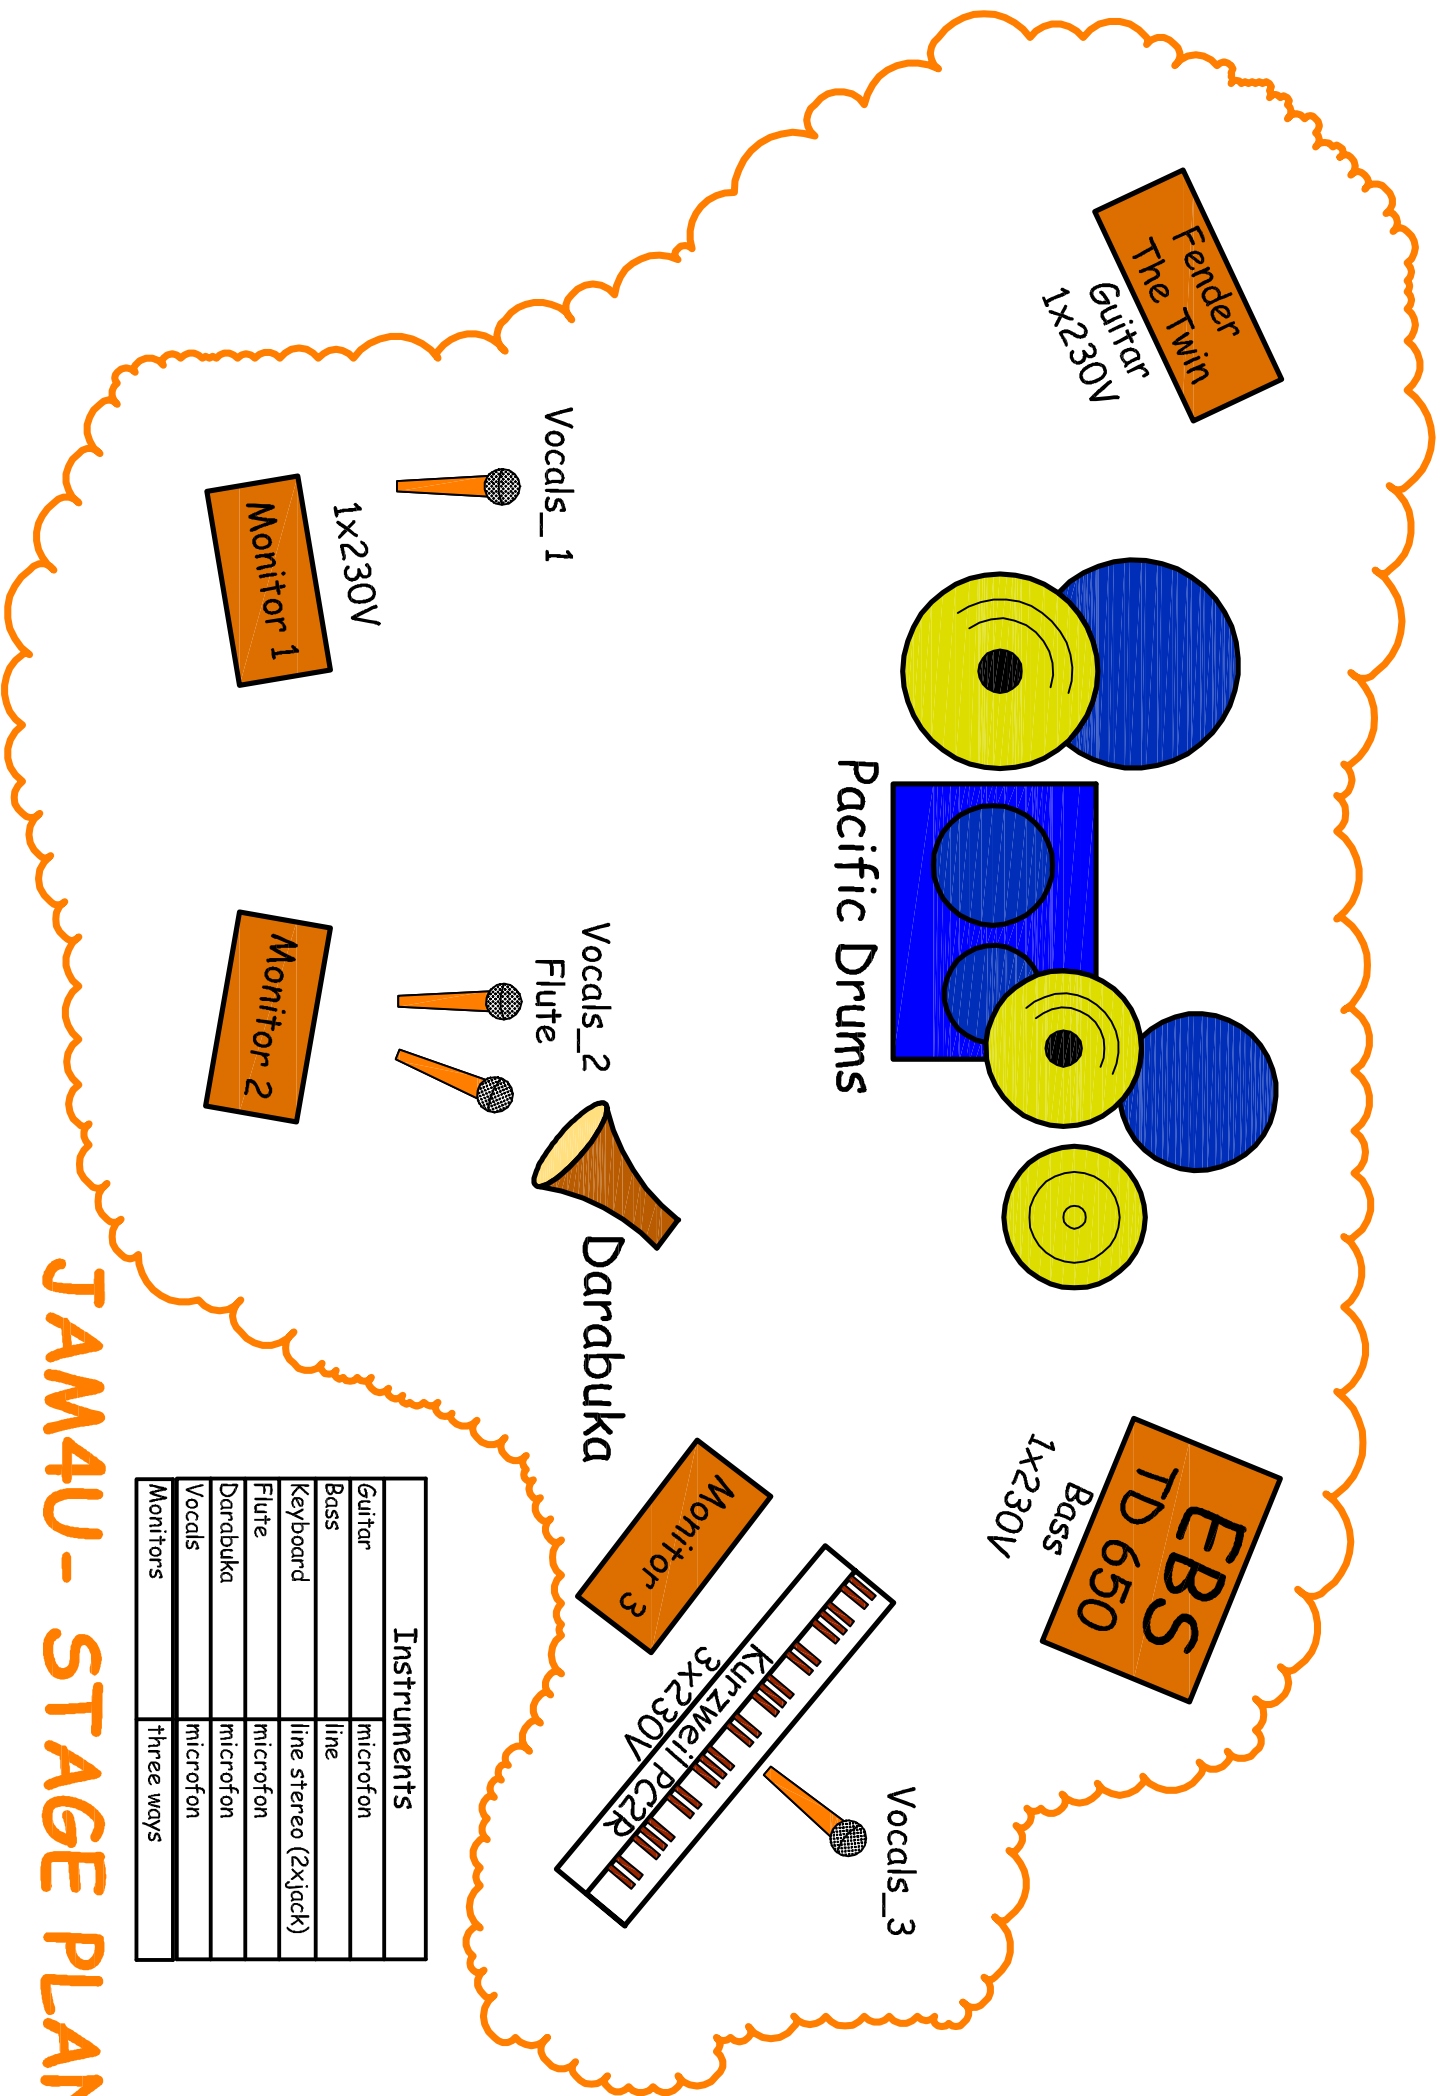 Fender
The Twin
Guitar
1x230V
Pacific Drums
EBS
TD 650
Bass
1x230V
Vocals_1
1x230V
Monitor 1
Vocals_2
Flute
Monitor 2
Darabuka
Monitor 3
Vocals_3
Kurzweil PC2R
3x230V
Instruments
Guitar microfon
Bass line
Keyboard line stereo (2xjack)
Flute microfon
Darabuka microfon
Vocals microfon
Monitors three ways
JAM4U- STAGE PLAN